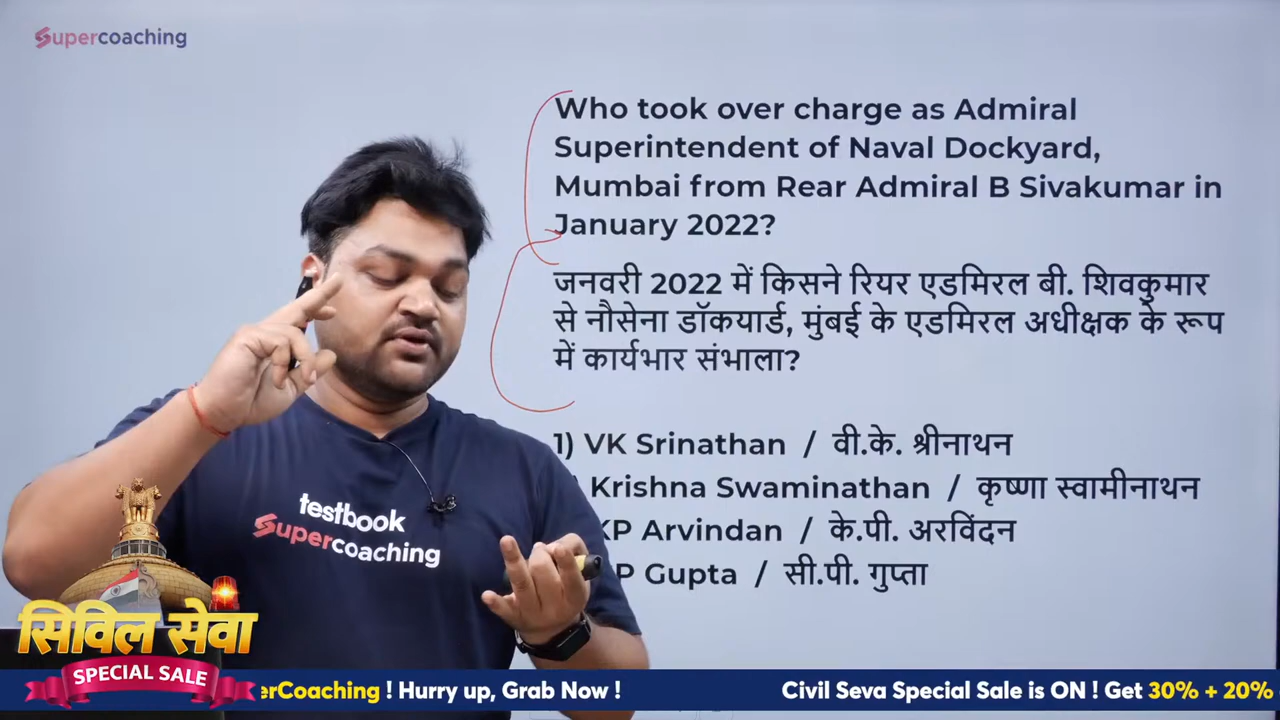 Supercoaching
Who took over charge as Admiral
Superintendent of Naval Dockyard,
Mumbai from Rear Admiral B Sivakumar in
January 2022?
जनवरी 2022 में किसने रियर एडमिरल बी. शिवकुमार
से नौसेना डॉकयार्ड, मुंबई के एडमिरल अधीक्षक के रूप
में कार्यभार संभाला?
1) VK Srinathan / वी.के. श्रीनाथन
Krishna Swaminathan / कृष्णा स्वामीनाथन
KP Arvindan / के.पी. अरविंदन
P Gupta / सी.पी. गुप्ता
testbook
Supercoaching
सिविल सेवा
SPECIAL SALE
erCoaching ! Hurry up, Grab Now ! Civil Seva Special Sale is ON ! Get 30% + 20%